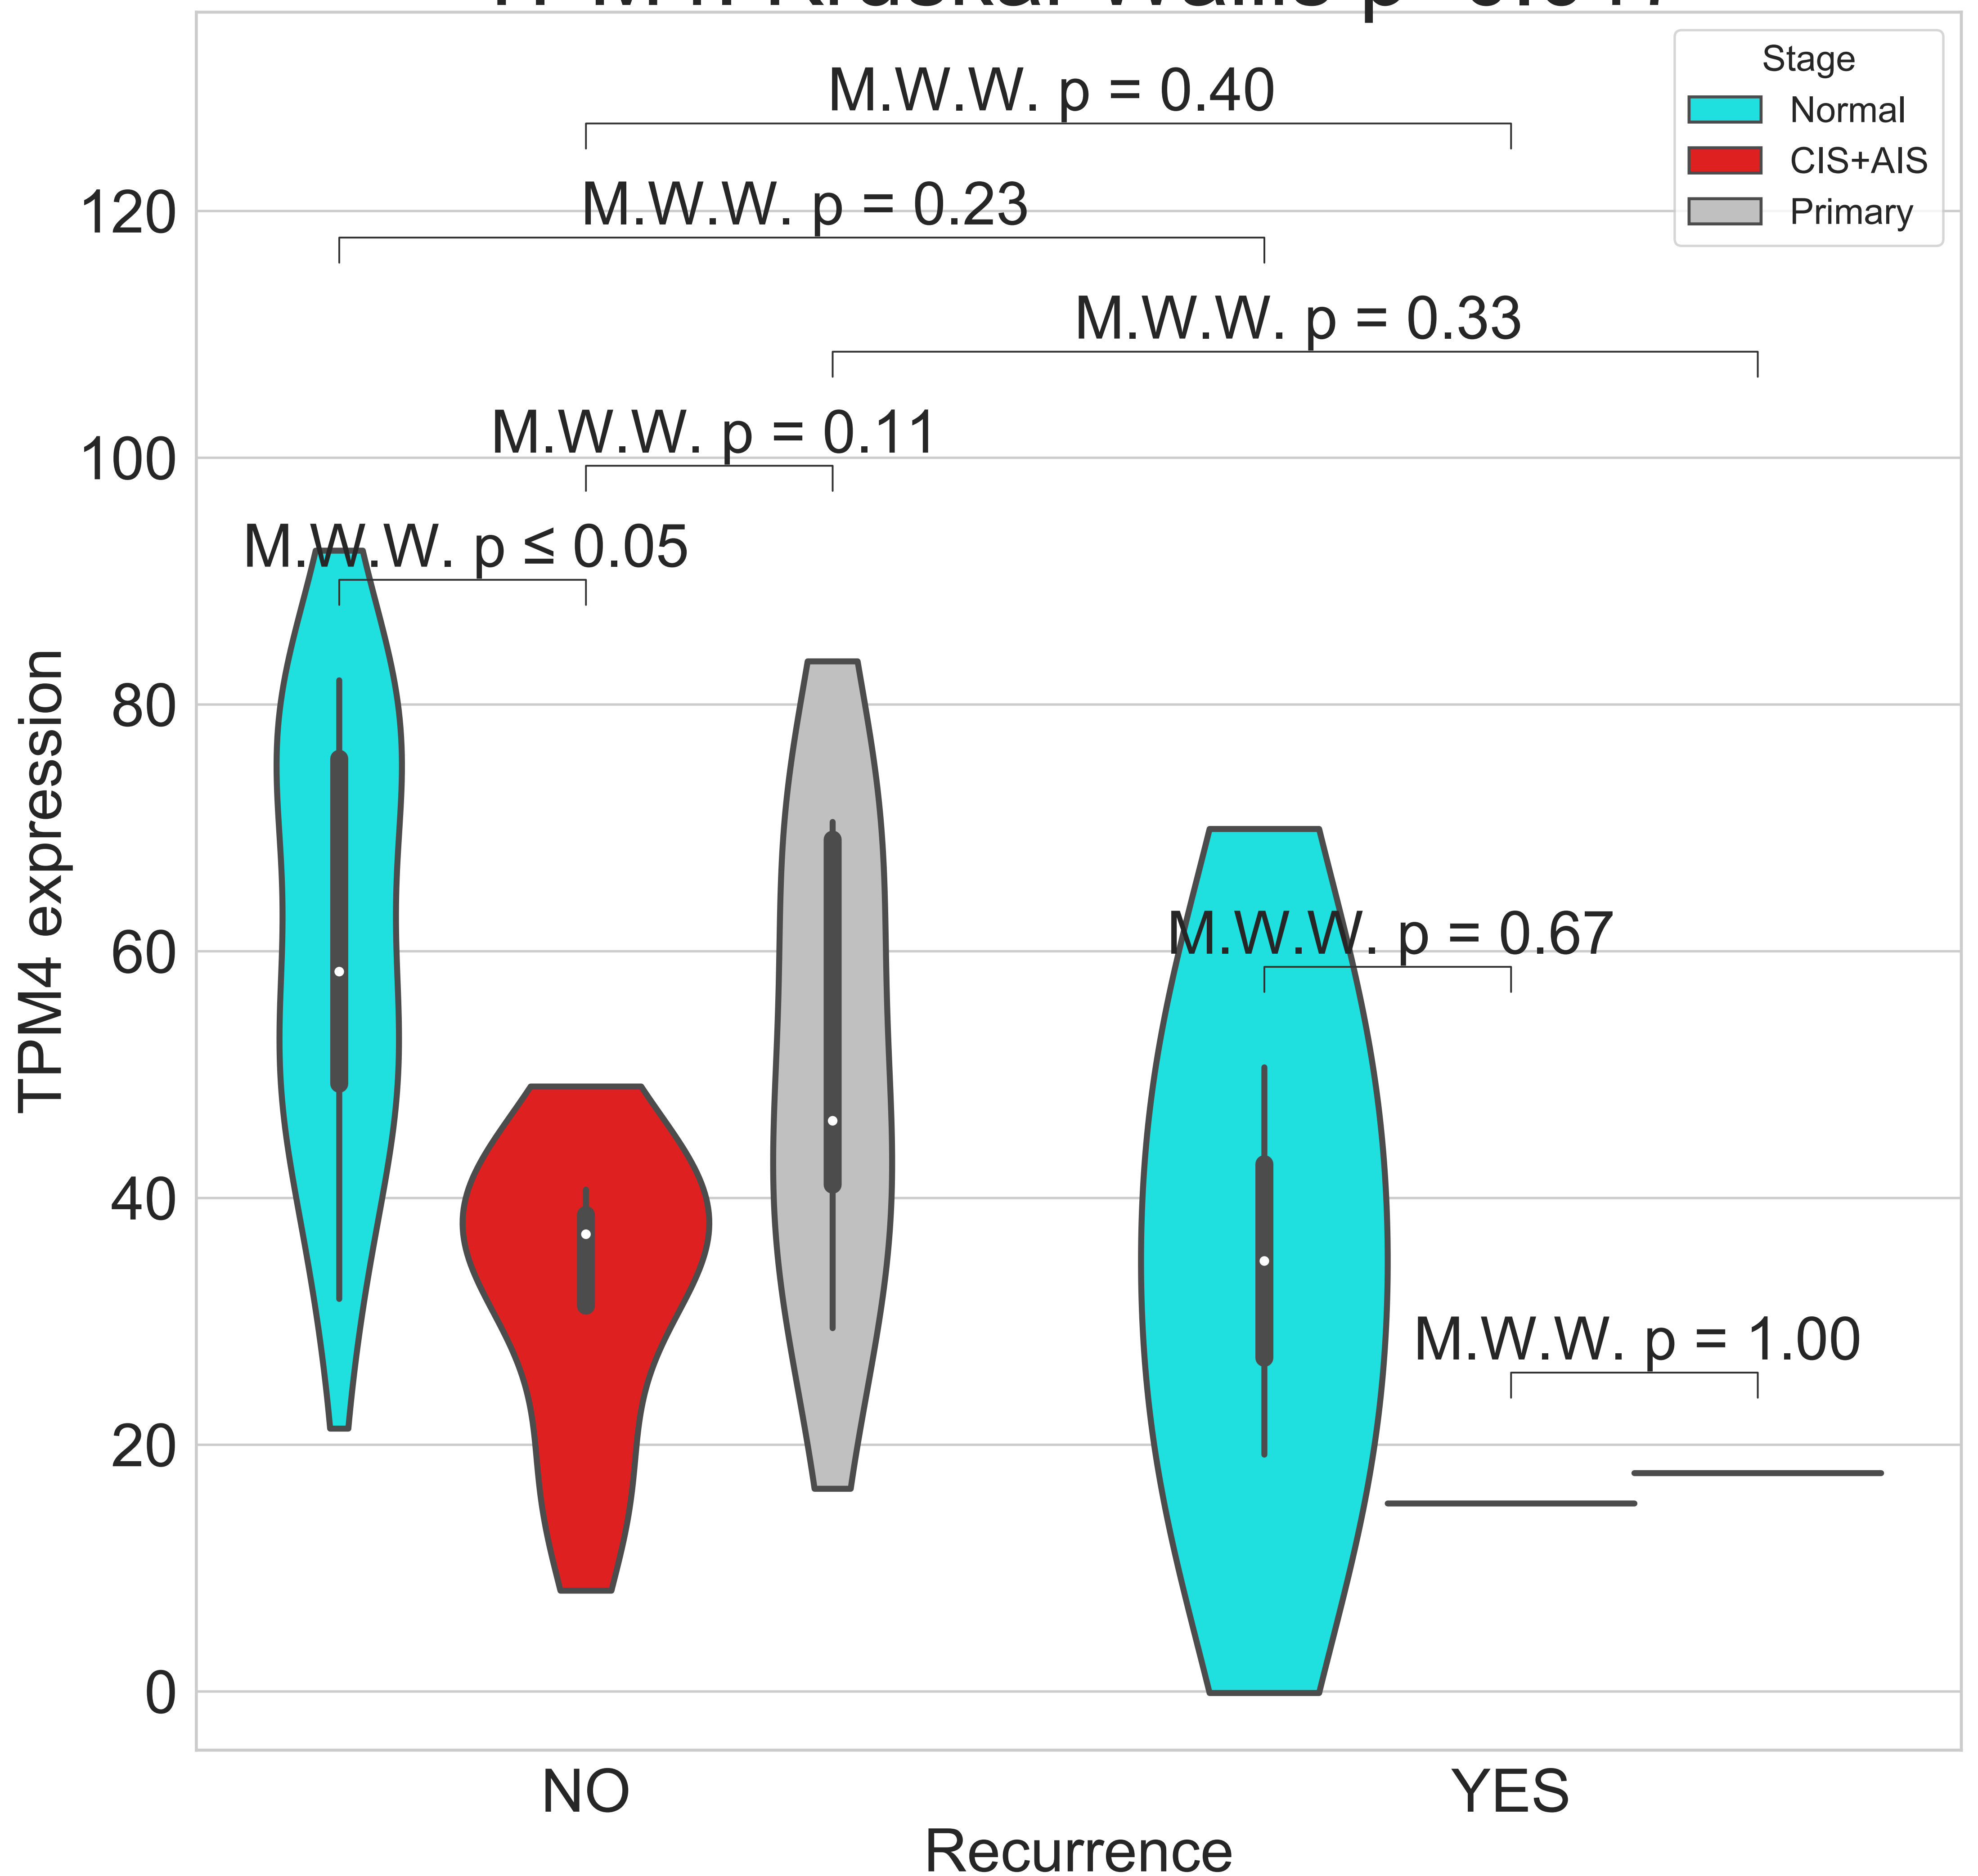 Stage
Normal
CIS+AIS
Primary
M.W.W. p = 0.40
M.W.W. p = 0.23
M.W.W. p = 0.33
M.W.W. p = 0.11
M.W.W. p ≤ 0.05
M.W.W. p = 0.67
M.W.W. p = 1.00
120
100
80
60
40
20
0
TPM4 expression
NO
YES
Recurrence